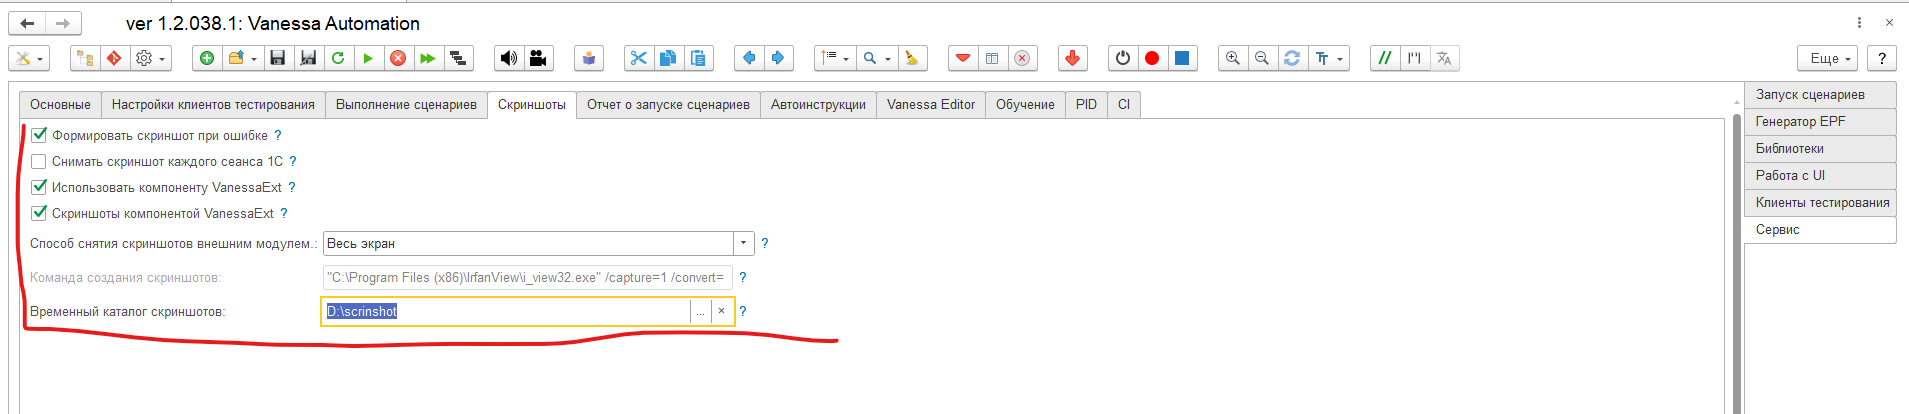 ver 1.2.038.1: Vanessa Automation
Еще
?
Основные
Настройки клиентов тестирования
Выполнение сценариев
Скриншоты
Отчет о запуске сценариев
Автоинструкции
Vanessa Editor
Обучение
PID
CI
Формировать скриншот при ошибке ?
Снимать скриншот каждого сеанса 1С ?
Использовать компоненту VanessaExt ?
Скриншоты компонентой VanessaExt ?
Способ снятия скриншотов внешним модулем.: Весь экран ?
Команда создания скриншотов: "C:\Program Files (x86)\IrfanView\i_view32.exe" /capture=1 /convert= ?
Временный каталог скриншотов: D:\scrinshot ... × ?
Запуск сценариев
Генератор EPF
Библиотеки
Работа с UI
Клиенты тестирования
Сервис